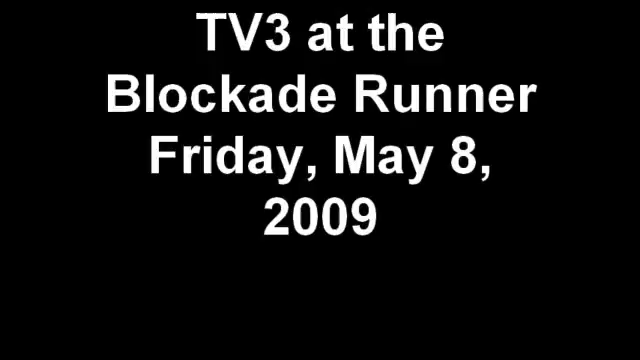 TV3 at the
Blockade Runner
Friday, May 8,
2009